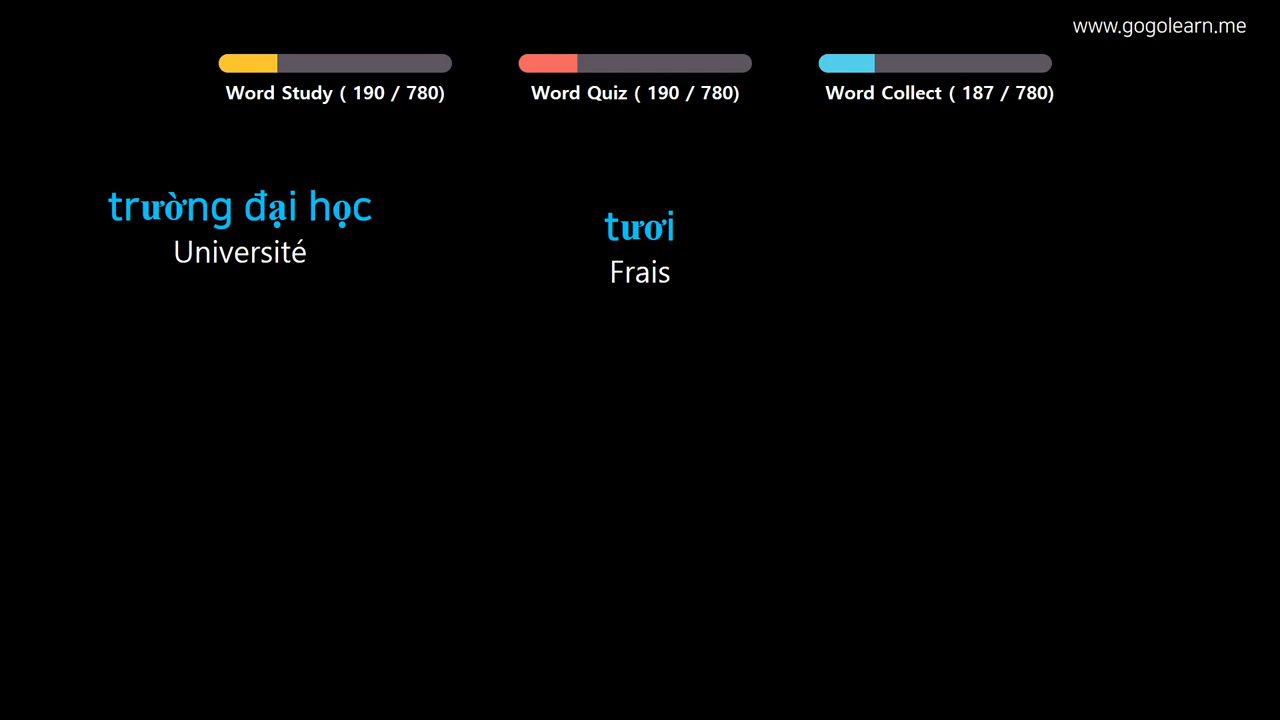 www.gogolearn.me
Word Study ( 190 / 780)
Word Quiz ( 190 / 780)
Word Collect ( 187 / 780)
trường đại học
Université
tươi
Frais